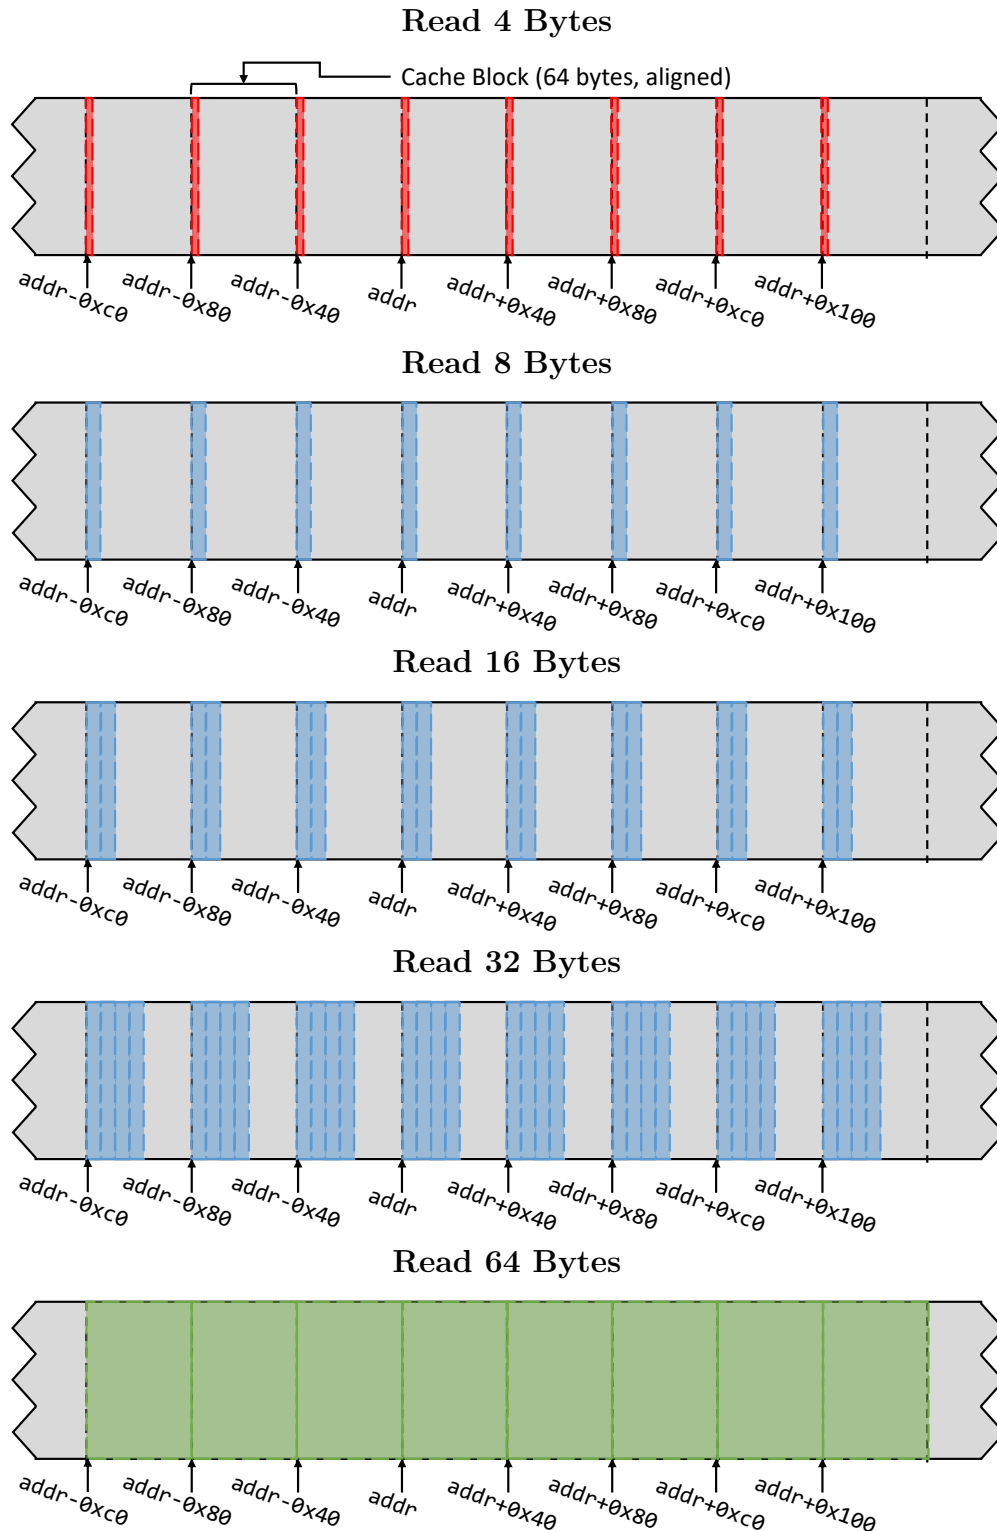 Read 4 Bytes
Cache Block (64 bytes, aligned)
addr-0xc0 addr-0x80 addr-0x40 addr addr+0x40 addr+0x80 addr+0xc0 addr+0x100
Read 8 Bytes
addr-0xc0 addr-0x80 addr-0x40 addr addr+0x40 addr+0x80 addr+0xc0 addr+0x100
Read 16 Bytes
addr-0xc0 addr-0x80 addr-0x40 addr addr+0x40 addr+0x80 addr+0xc0 addr+0x100
Read 32 Bytes
addr-0xc0 addr-0x80 addr-0x40 addr addr+0x40 addr+0x80 addr+0xc0 addr+0x100
Read 64 Bytes
addr-0xc0 addr-0x80 addr-0x40 addr addr+0x40 addr+0x80 addr+0xc0 addr+0x100